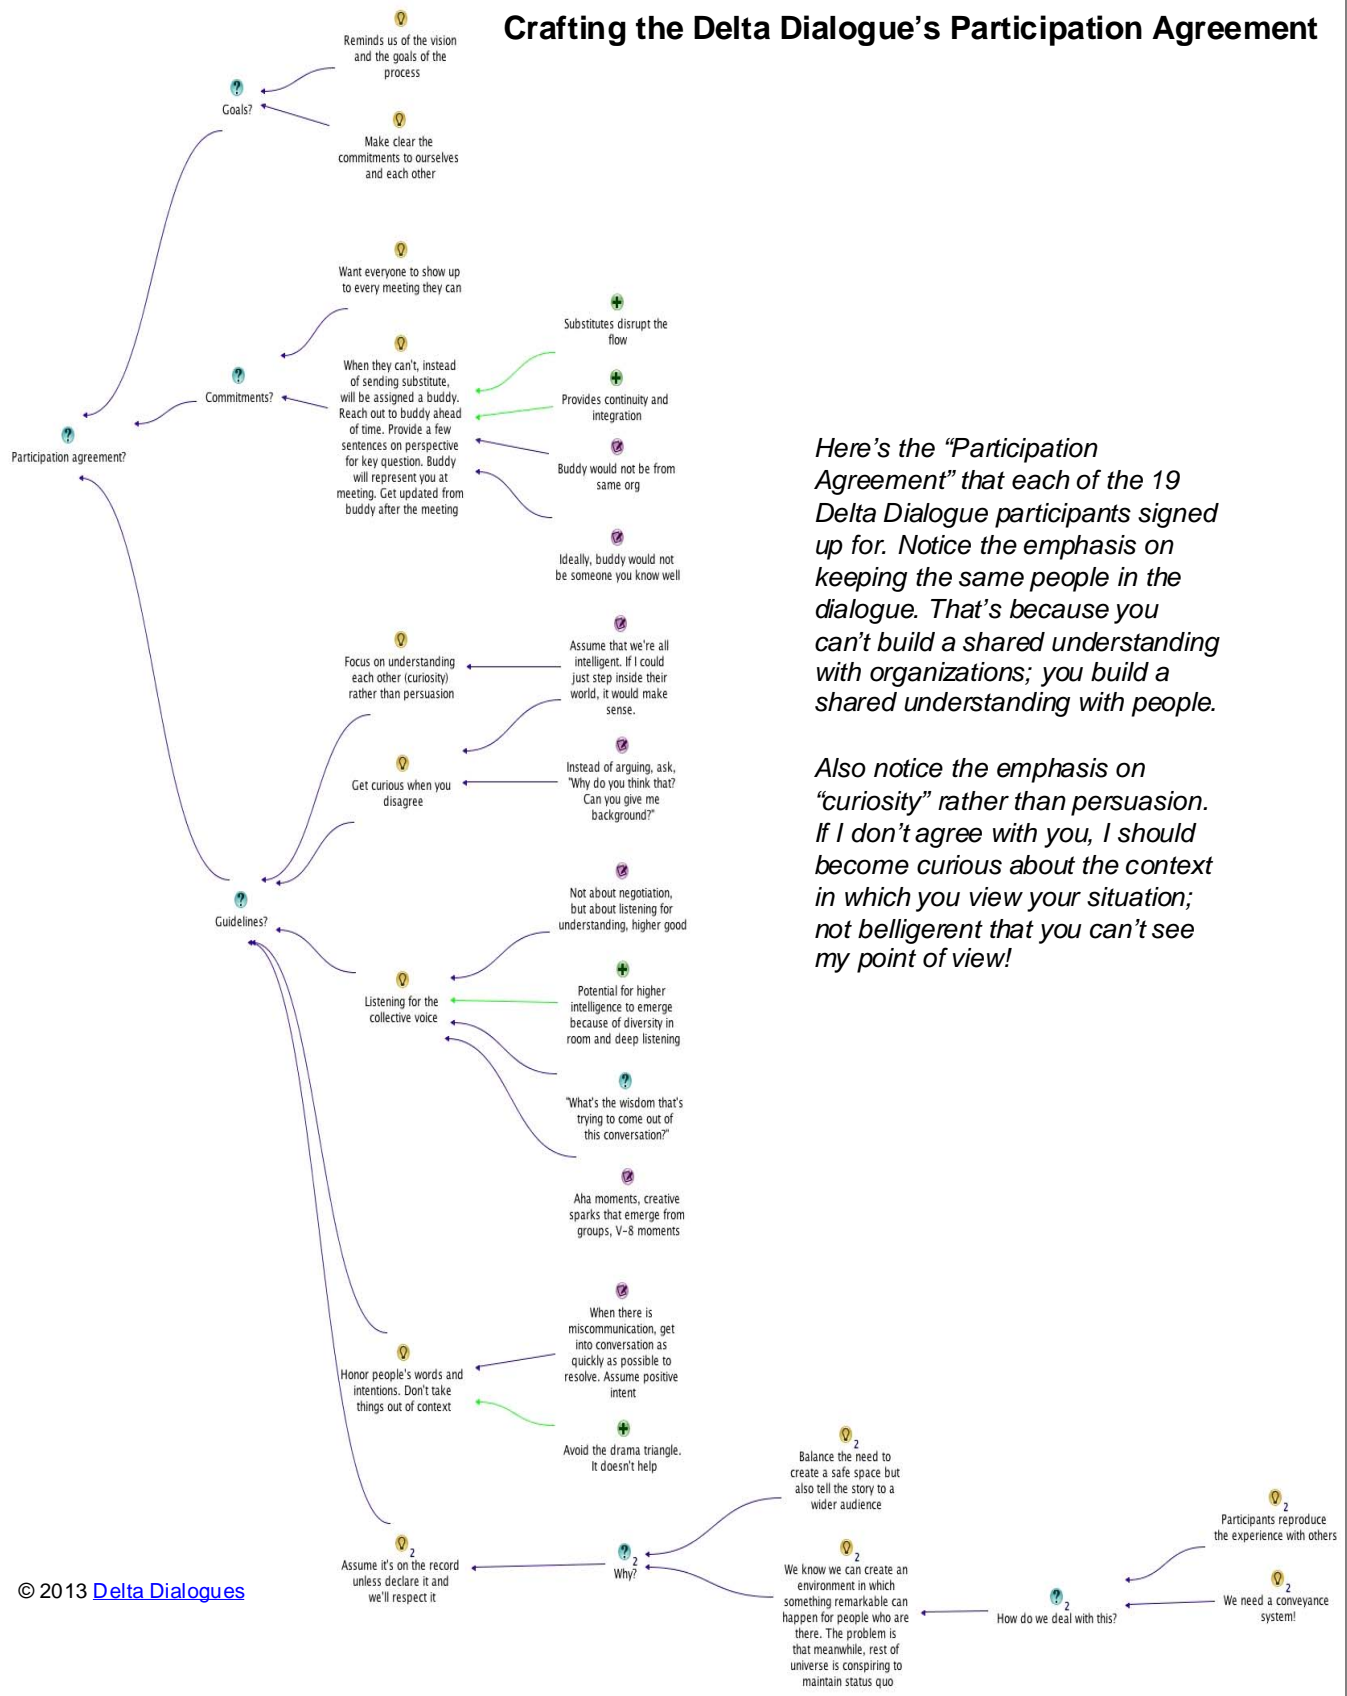 Crafting the Delta Dialogue's Participation Agreement
Reminds us of the vision
and the goals of the
process
Goals?
Make clear the
commitments to ourselves
and each other
Want everyone to show up
to every meeting they can
Commitments?
When they can't, instead
of sending substitute,
will be assigned a buddy.
Reach out to buddy ahead
of time. Provide a few
sentences on perspective
for key question. Buddy
will represent you at
meeting. Get updated from
buddy after the meeting
Substitutes disrupt the
flow
Provides continuity and
integration
Buddy would not be from
same org
Ideally, buddy would not
be someone you know well
Participation agreement?
Focus on understanding
each other (curiosity)
rather than persuasion
Assume that we're all
intelligent. If I could
just step inside their
world, it would make
sense.
Get curious when you
disagree
Instead of arguing, ask,
"Why do you think that?
Can you give me
background?"
Guidelines?
Not about negotiation,
but about listening for
understanding, higher good
Listening for the
collective voice
Potential for higher
intelligence to emerge
because of diversity in
room and deep listening
"What's the wisdom that's
trying to come out of
this conversation?"
Aha moments, creative
sparks that emerge from
groups, V-8 moments
When there is
miscommunication, get
into conversation as
quickly as possible to
resolve. Assume positive
intent
Honor people's words and
intentions. Don't take
things out of context
Avoid the drama triangle.
It doesn't help
2
Assume it's on the record
unless declare it and
we'll respect it
2
Why?
2
Balance the need to
create a safe space but
also tell the story to a
wider audience
2
We know we can create an
environment in which
something remarkable can
happen for people who are
there. The problem is
that meanwhile, rest of
universe is conspiring to
maintain status quo
2
How do we deal with this?
2
Participants reproduce
the experience with others
2
We need a conveyance
system!
Here's the "Participation
Agreement" that each of the 19
Delta Dialogue participants signed
up for. Notice the emphasis on
keeping the same people in the
dialogue. That's because you
can't build a shared understanding
with organizations; you build a
shared understanding with people.
Also notice the emphasis on
"curiosity" rather than persuasion.
If I don't agree with you, I should
become curious about the context
in which you view your situation;
not belligerent that you can't see
my point of view!
© 2013 Delta Dialogues